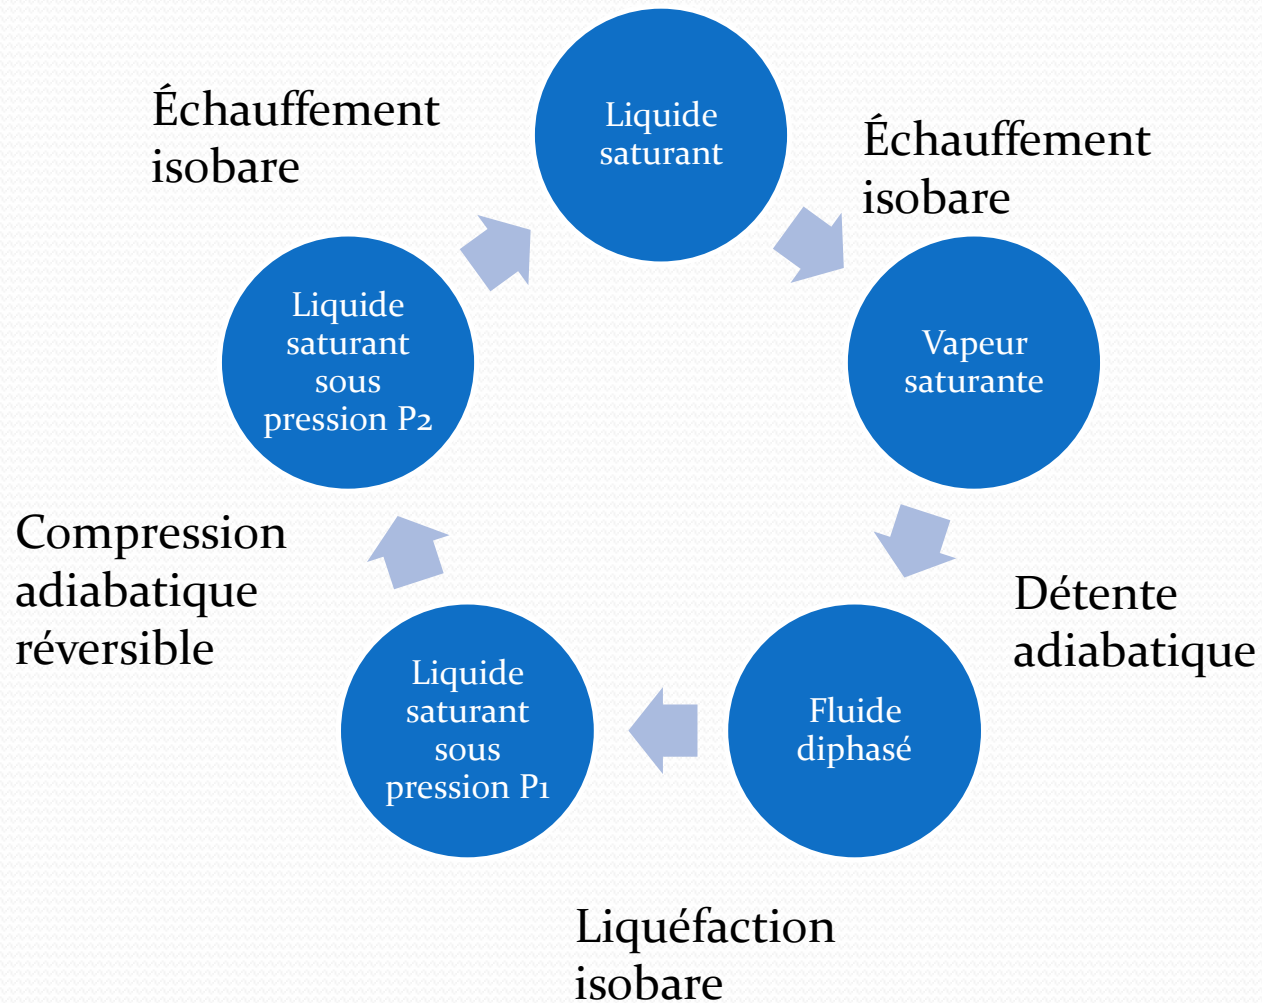 Liquide
saturant
Échauffement
isobare
Échauffement
isobare
Liquide
saturant
sous
pression P2
Vapeur
saturante
Compression
adiabatique
réversible
Détente
adiabatique
Liquide
saturant
sous
pression P1
Fluide
diphasé
Liquéfaction
isobare